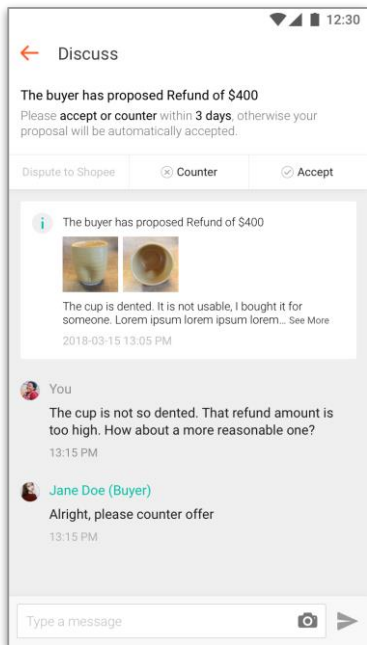 12:30
Discuss
The buyer has proposed Refund of $400
Please accept or counter within 3 days, otherwise your
proposal will be automatically accepted.
Dispute to Shopee
Counter
Accept
The buyer has proposed Refund of $400
The cup is dented. It is not usable, I bought it for
someone. Lorem ipsum lorem ipsum lorem... See More
2018-03-15 13:05 PM
You
The cup is not so dented. That refund amount is
too high. How about a more reasonable one?
13:15 PM
Jane Doe (Buyer)
Alright, please counter offer
13:15 PM
Type a message